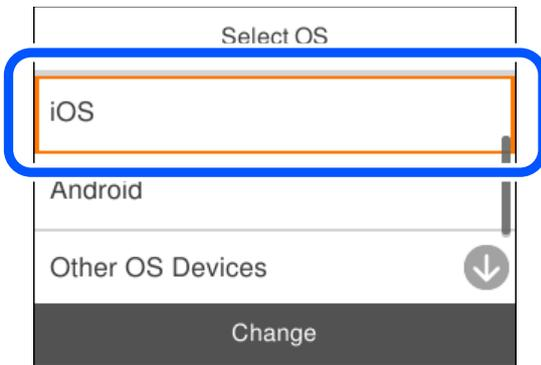 Select OS
iOS
Android
Other OS Devices
Change